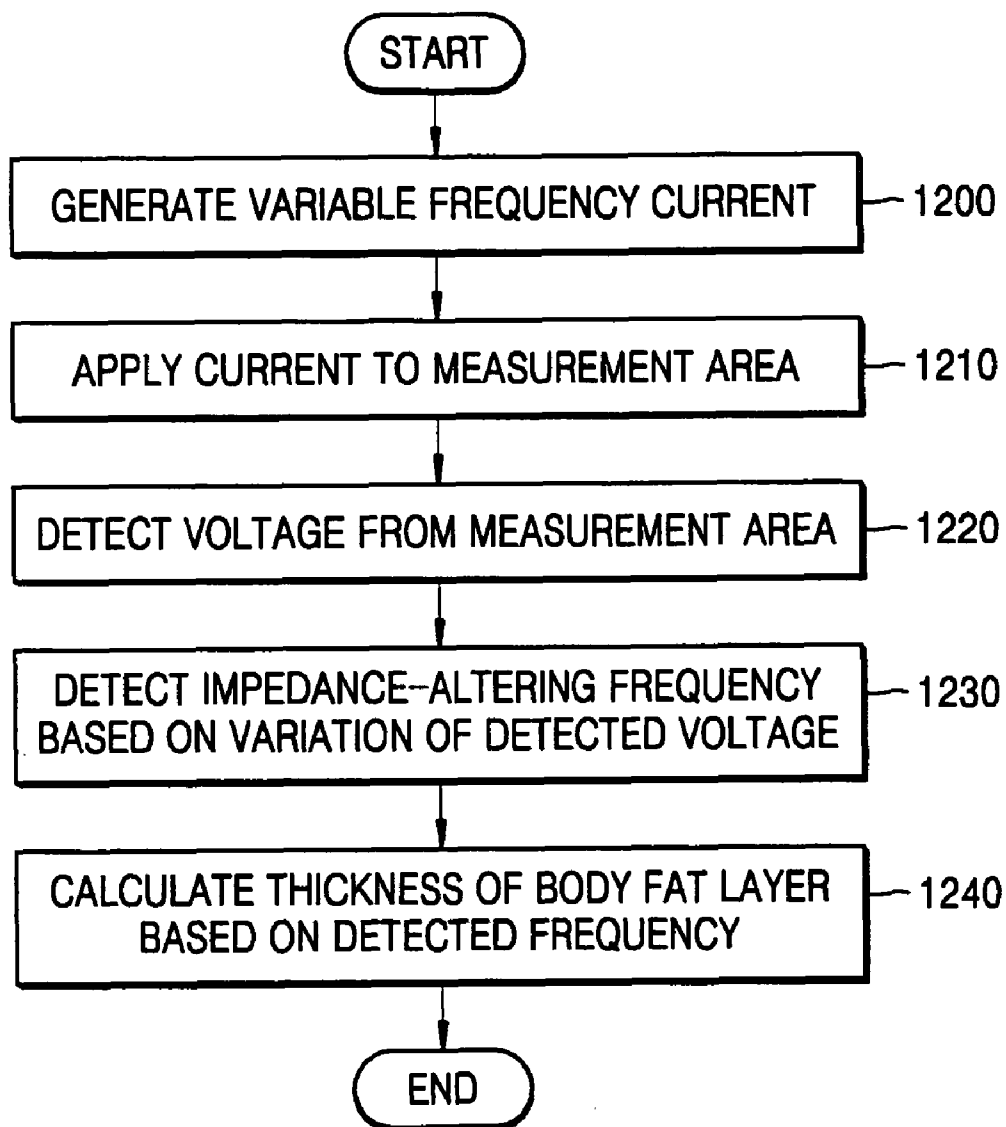 START
GENERATE VARIABLE FREQUENCY CURRENT
1200
APPLY CURRENT TO MEASUREMENT AREA
1210
DETECT VOLTAGE FROM MEASUREMENT AREA
1220
DETECT IMPEDANCE-ALTERING FREQUENCY
BASED ON VARIATION OF DETECTED VOLTAGE
1230
CALCULATE THICKNESS OF BODY FAT LAYER
BASED ON DETECTED FREQUENCY
1240
END